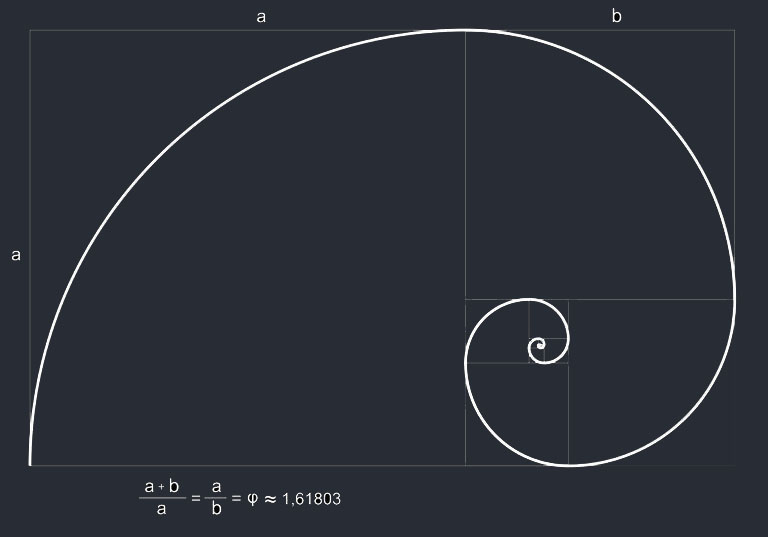 a b
a
a + b / a = a / b = φ ≈ 1,61803